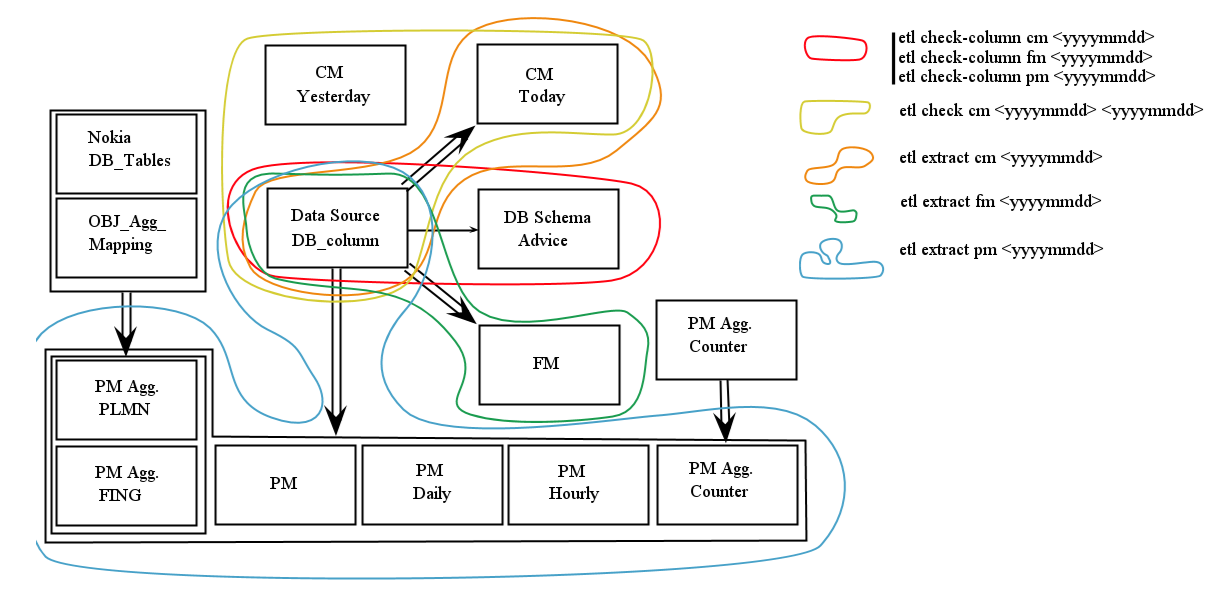 CM
Yesterday
CM
Today
Nokia
DB_Tables
OBJ_Agg_
Mapping
Data Source
DB_column
DB Schema
Advice
PM Agg.
Counter
FM
PM Agg.
PLMN
PM Agg.
FING
PM
PM
Daily
PM
Hourly
PM Agg.
Counter
etl check-column cm <yyyymmdd>
etl check-column fm <yyyymmdd>
etl check-column pm <yyyymmdd>
etl check cm <yyyymmdd> <yyyymmdd>
etl extract cm <yyyymmdd>
etl extract fm <yyyymmdd>
etl extract pm <yyyymmdd>